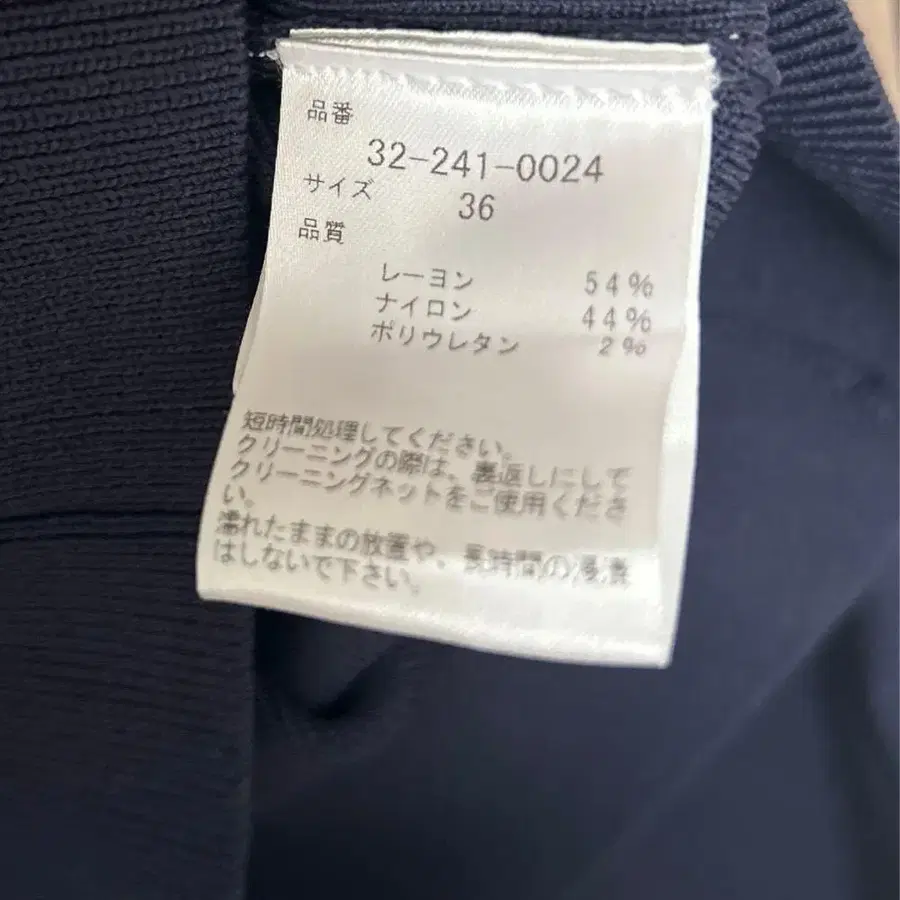 品番
32-241-0024
サイズ 36
品質
レーヨン 54%
ナイロン 44%
ポリウレタン 2%
短時間処理してください。
クリーニングの際は、裏返しにして
クリーニングネットをご使用くださ
い。
濡れたままの放置や、長時間の浸漬
はしないで下さい。